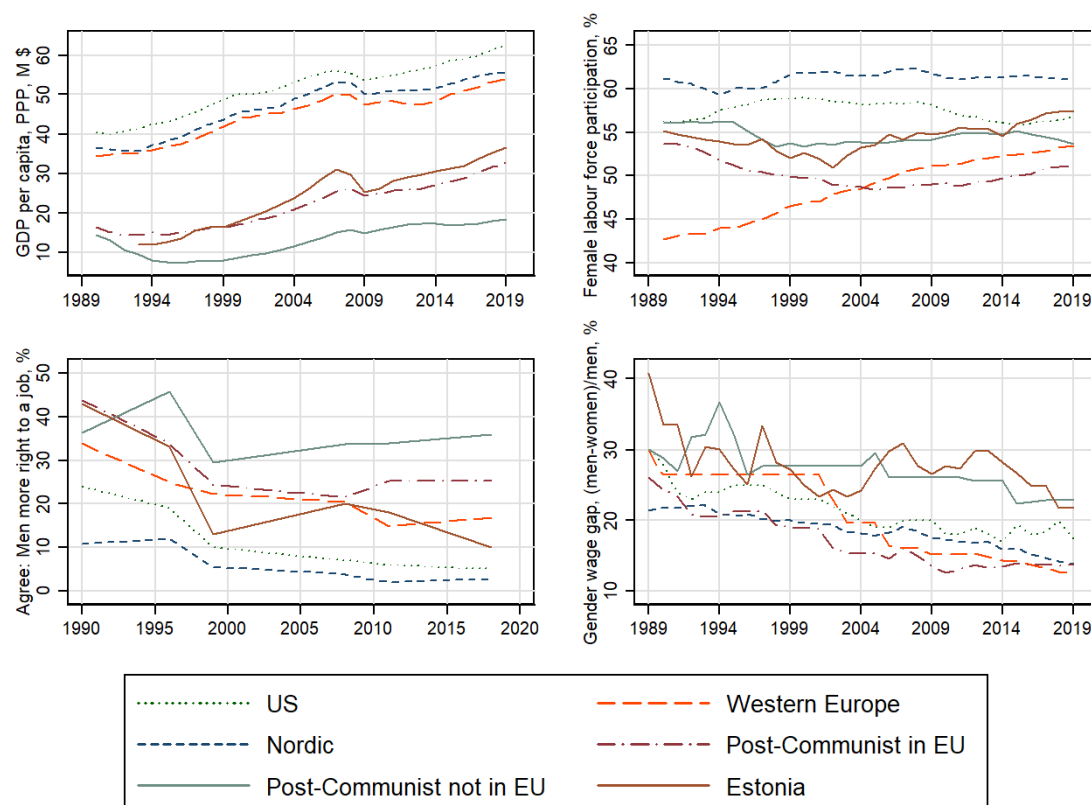 GDP per capita, PPP, M $
60
50
40
30
20
10
1989 1994 1999 2004 2009 2014 2019
Female labour force participation, %
65
60
55
50
45
40
1989 1994 1999 2004 2009 2014 2019
Agree: Men more right to a job, %
50
40
30
20
10
0
1990 1995 2000 2005 2010 2015 2020
Gender wage gap, (men-women)/men, %
40
30
20
10
1989 1994 1999 2004 2009 2014 2019
US Western Europe
Nordic Post-Communist in EU
Post-Communist not in EU Estonia